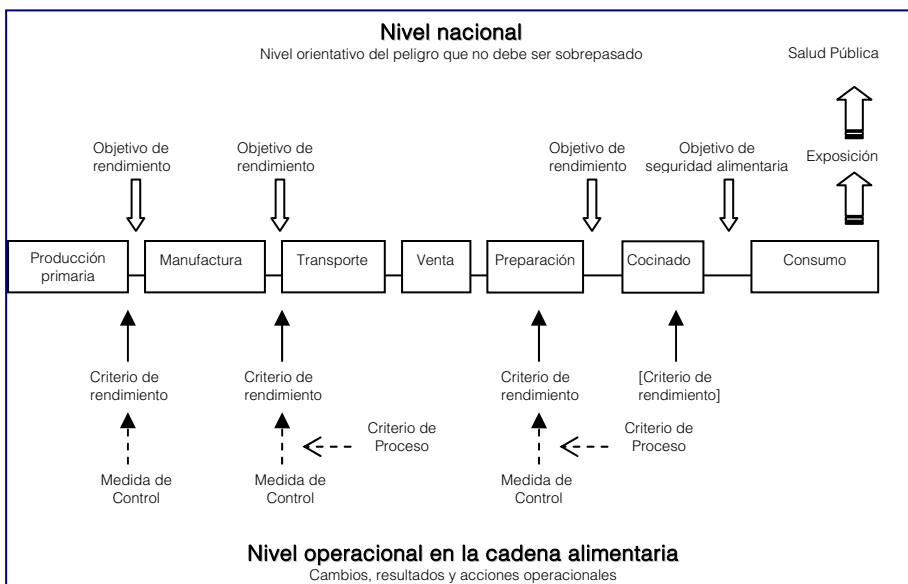 Nivel nacional
Nivel orientativo del peligro que no debe ser sobrepasado
Salud Pública
Objetivo de
rendimiento
Objetivo de
rendimiento
Objetivo de
rendimiento
Objetivo de
seguridad alimentaria
Exposición
Producción
primaria
Manufactura
Transporte
Venta
Preparación
Cocinado
Consumo
Criterio de
rendimiento
Criterio de
rendimiento
Criterio de
rendimiento
[Criterio de
rendimiento]
Criterio de
Proceso
Criterio de
Proceso
Medida de
Control
Medida de
Control
Medida de
Control
Nivel operacional en la cadena alimentaria
Cambios, resultados y acciones operacionales